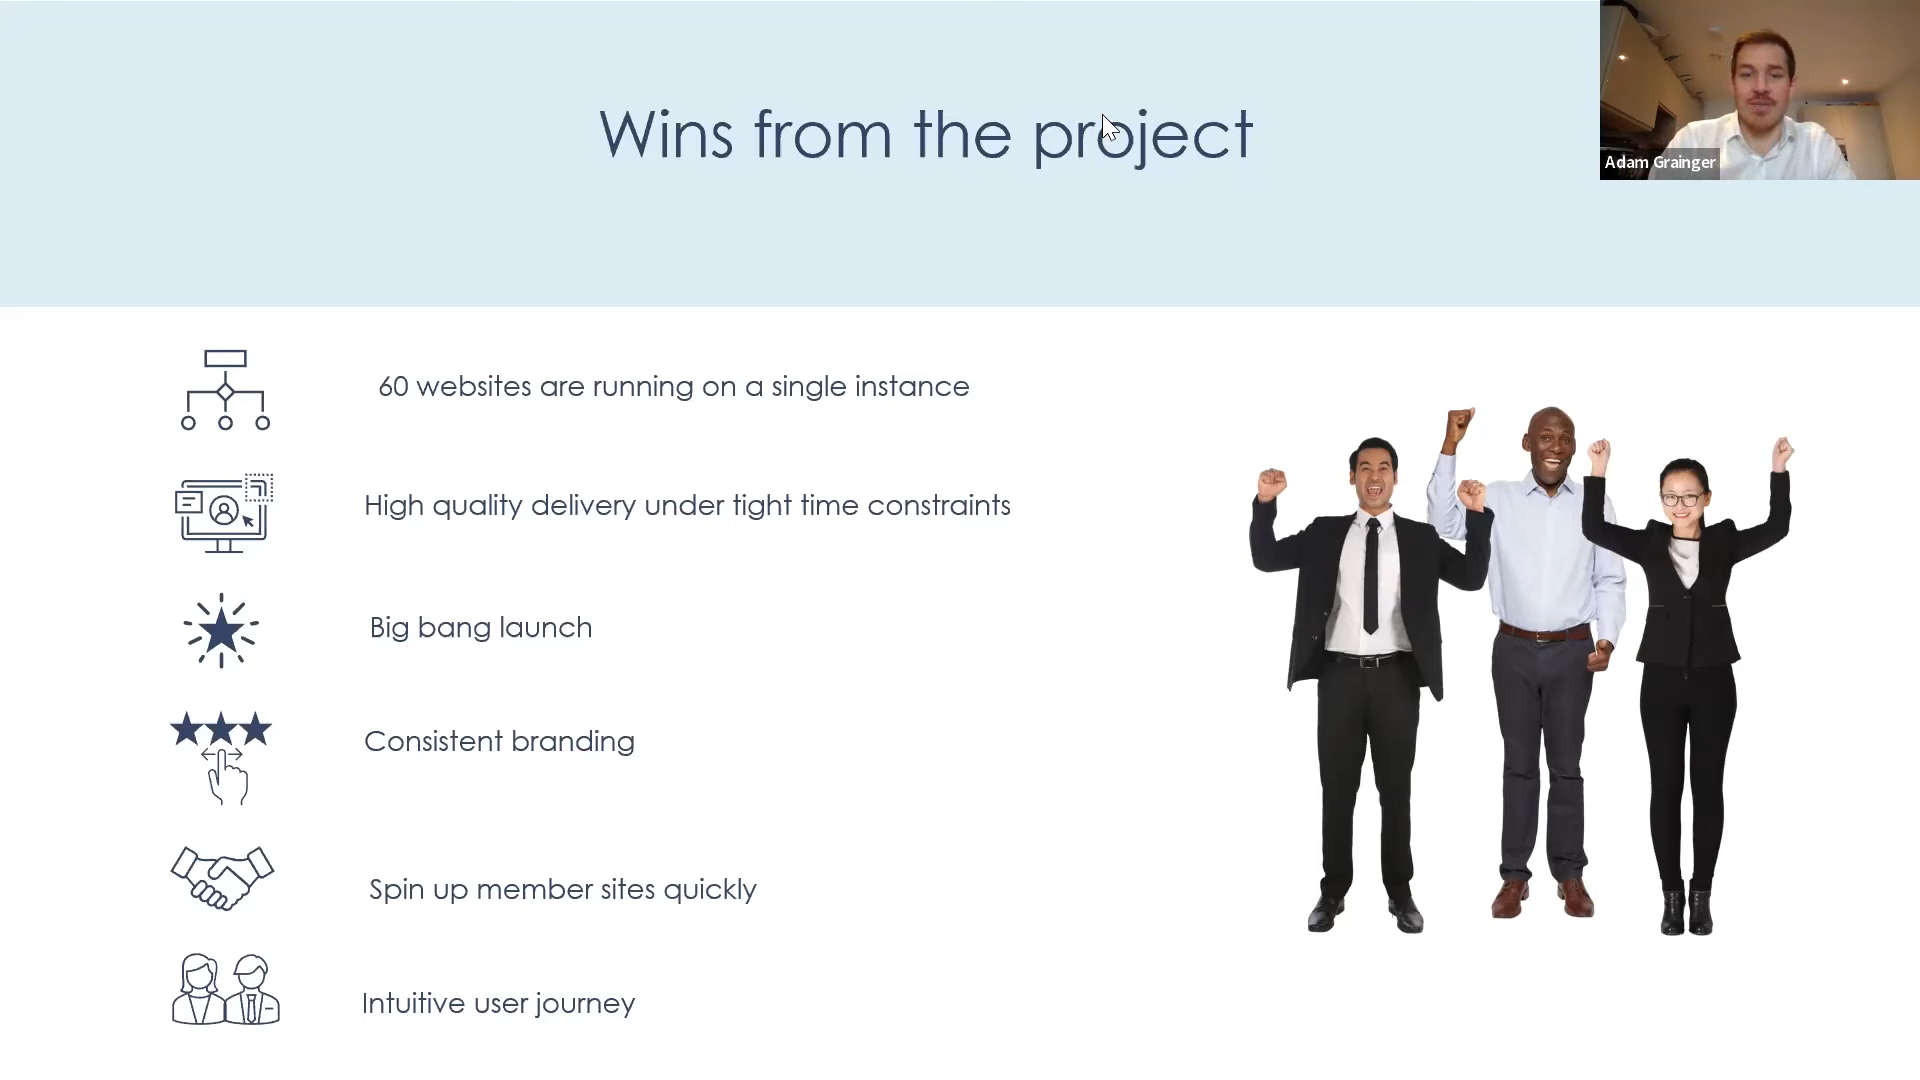 Wins from the project
Adam Grainger
60 websites are running on a single instance
High quality delivery under tight time constraints
Big bang launch
Consistent branding
Spin up member sites quickly
Intuitive user journey